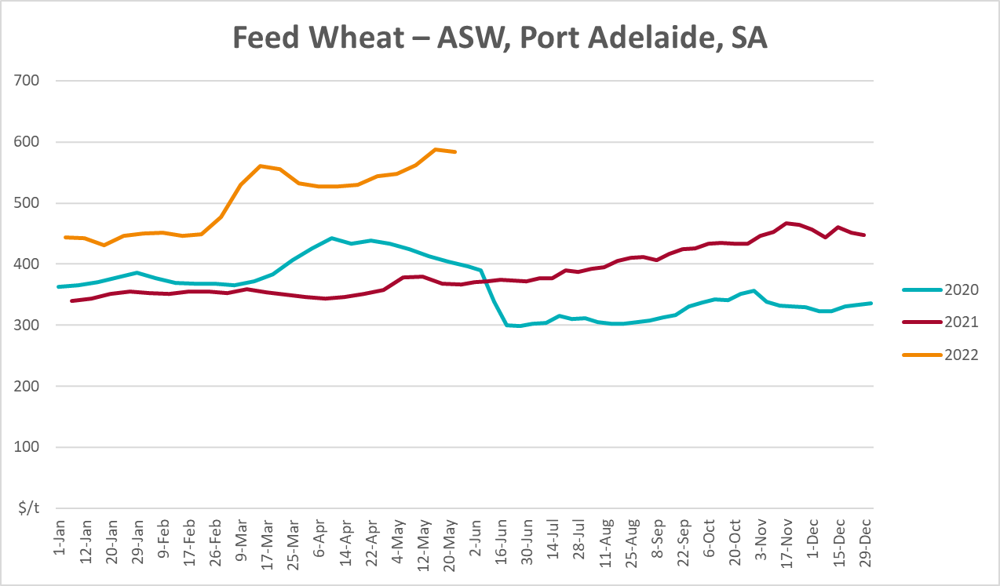 Feed Wheat – ASW, Port Adelaide, SA
700
600
500
400
300
200
100
$/t
1-Jan
12-Jan
20-Jan
29-Jan
9-Feb
17-Feb
26-Feb
9-Mar
17-Mar
25-Mar
6-Apr
14-Apr
22-Apr
4-May
12-May
20-May
2-Jun
16-Jun
30-Jun
14-Jul
28-Jul
11-Aug
25-Aug
8-Sep
22-Sep
6-Oct
20-Oct
3-Nov
17-Nov
1-Dec
15-Dec
29-Dec
2020
2021
2022